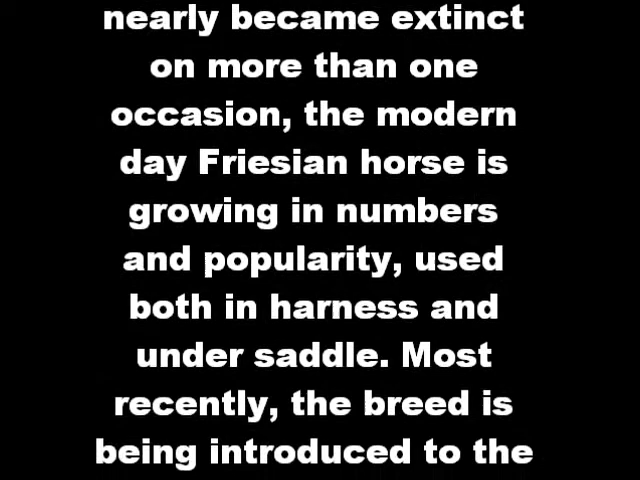 nearly became extinct
on more than one
occasion, the modern
day Friesian horse is
growing in numbers
and popularity, used
both in harness and
under saddle. Most
recently, the breed is
being introduced to the